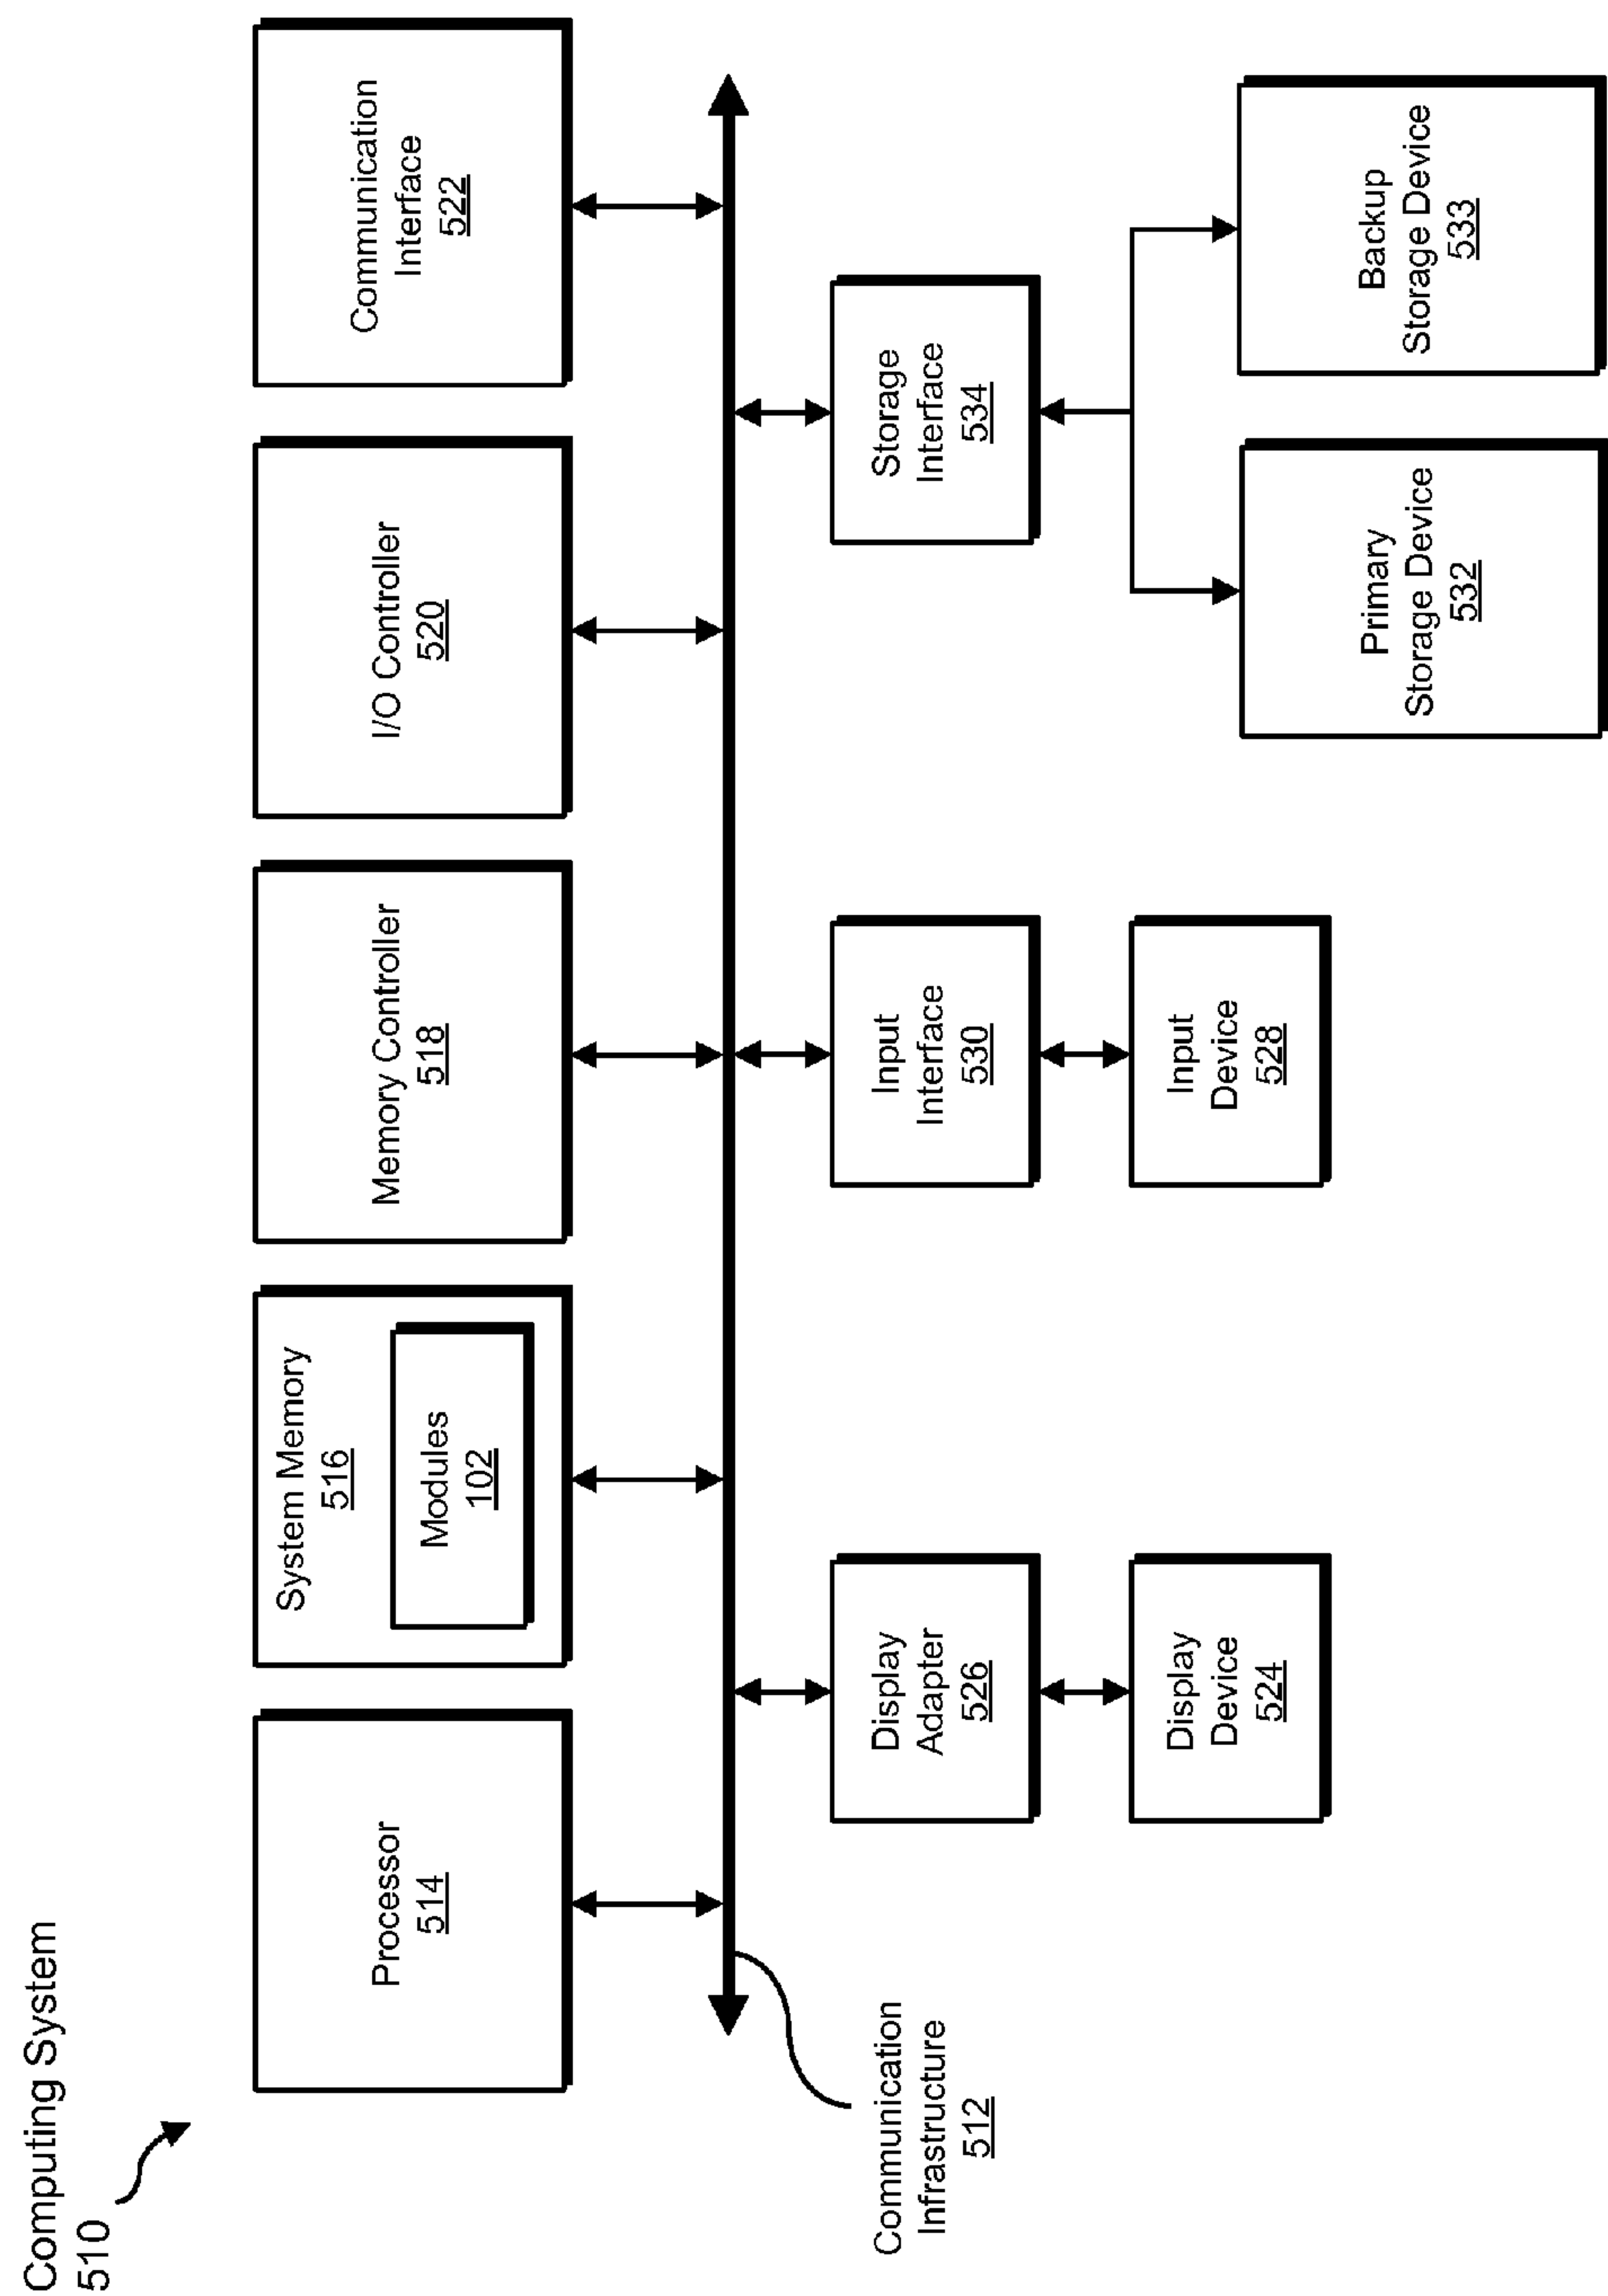 Computing System
510
Processor
514
System Memory
516
Modules
102
Memory Controller
518
I/O Controller
520
Communication
Interface
522
Communication
Infrastructure
512
Display
Adapter
526
Input
Interface
530
Storage
Interface
534
Display
Device
524
Input
Device
528
Primary
Storage Device
532
Backup
Storage Device
533